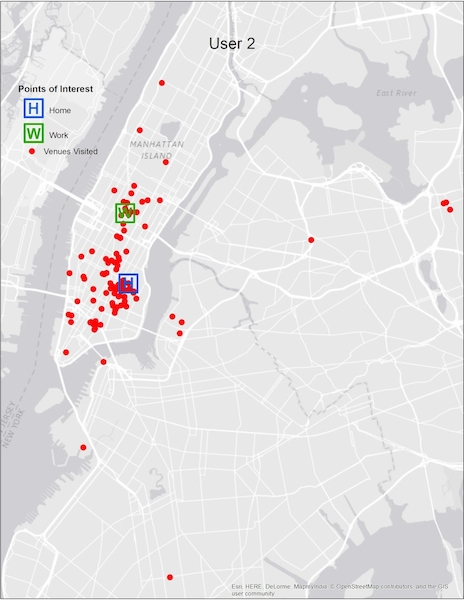 User 2
Points of Interest
H Home
W Work
Venues Visited
MANHATTAN
ISLAND
East River
W
H
NEW JERSEY
NEW YORK
Esri, HERE, DeLorme, MapmyIndia, © OpenStreetMap contributors, and the GIS
user community